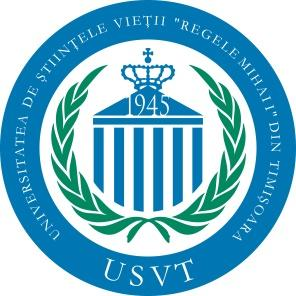 UNIVERSITATEA DE ȘTIINȚELE VIEȚII "REGELE MIHAI I" DIN TIMIȘOARA
1945
USVT